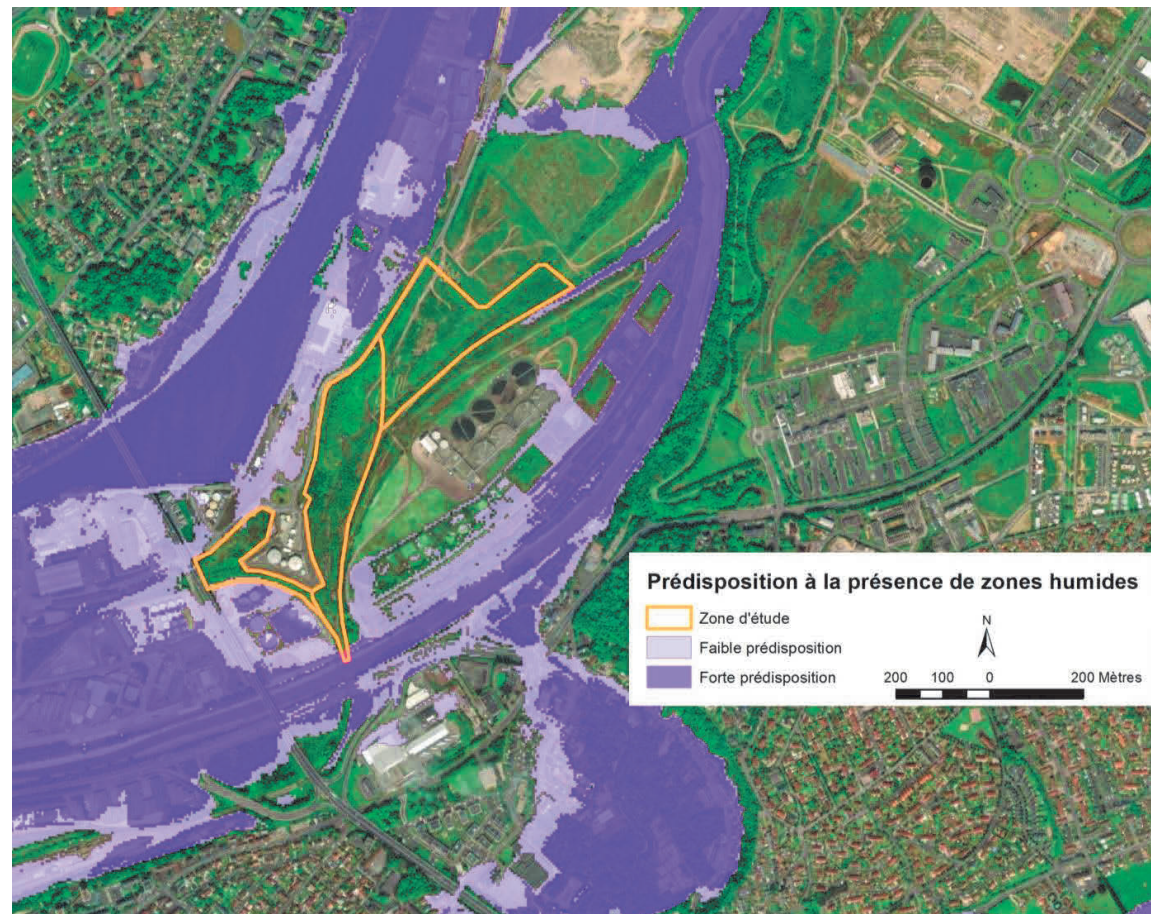 Prédisposition à la présence de zones humides
Zone d'étude
Faible prédisposition
Forte prédisposition
N
200 100 0 200 Mètres